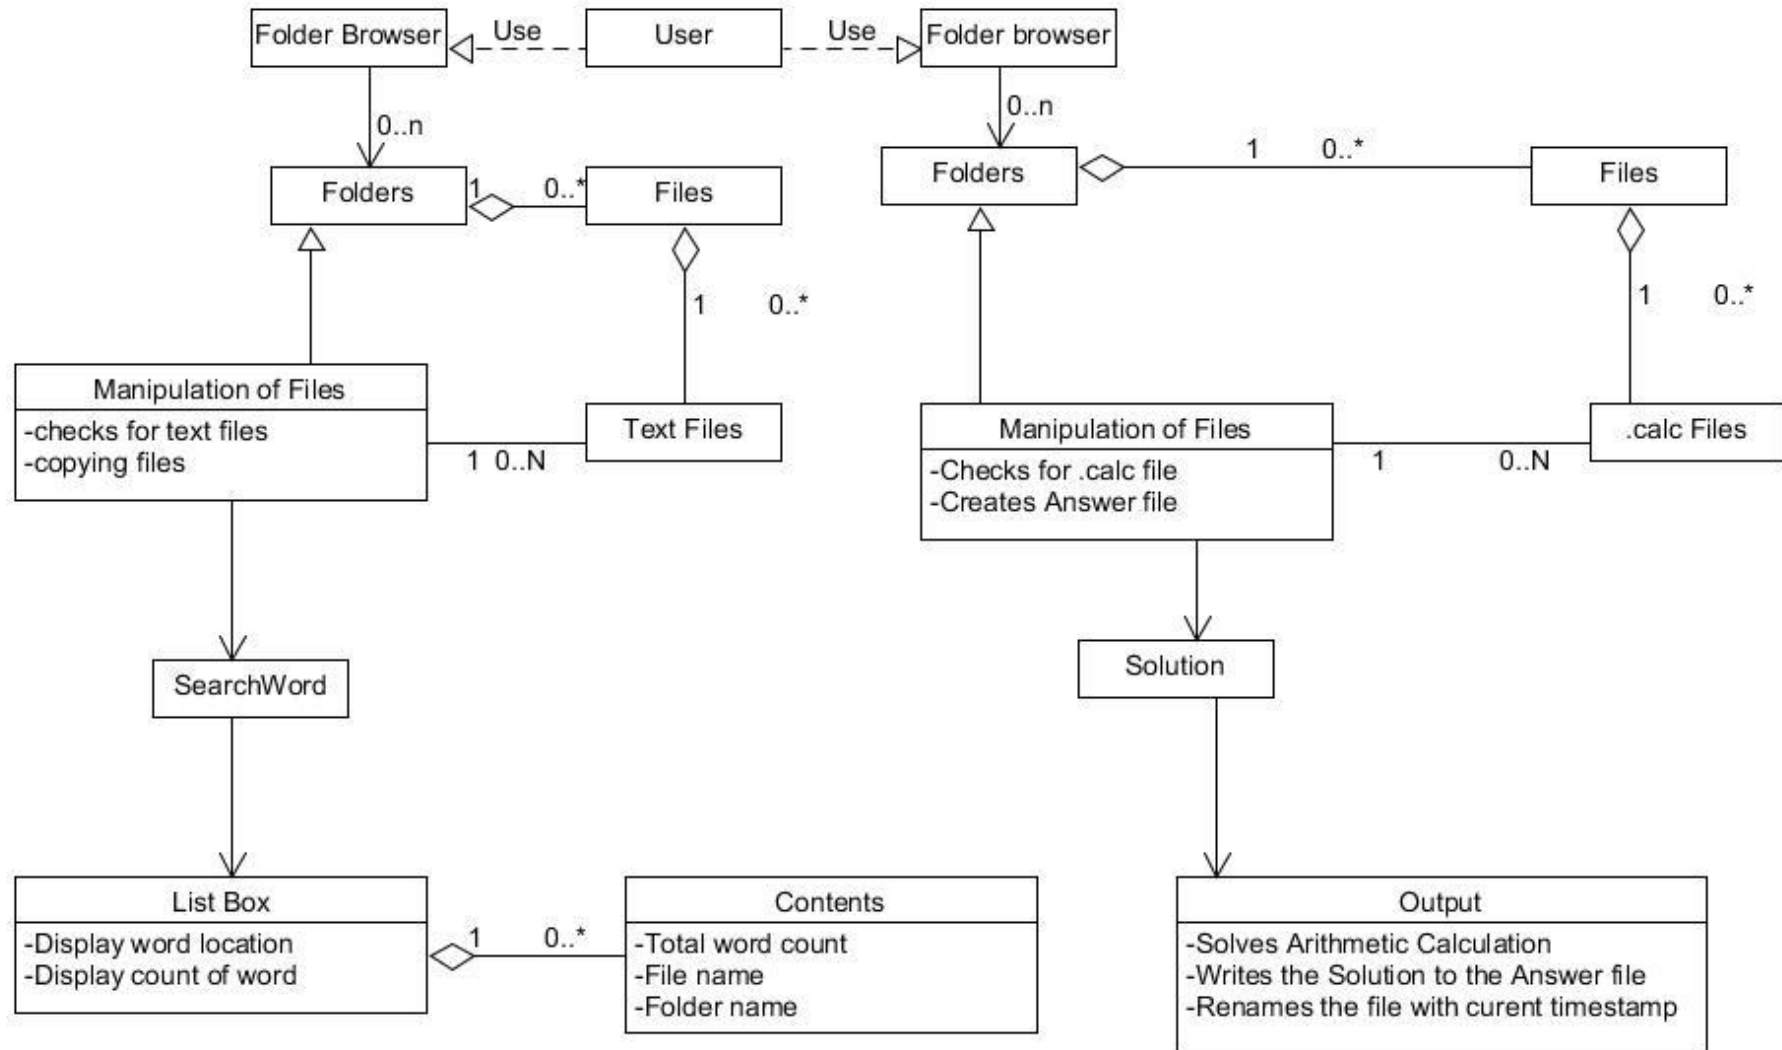 Folder Browser
Use
User
Use
Folder browser
0..n
0..n
Folders
1
0..*
Files
Folders
1
0..*
Files
1
0..*
1
0..*
Manipulation of Files
-checks for text files
-copying files
1
0..N
Text Files
Manipulation of Files
-Checks for .calc file
-Creates Answer file
1
0..N
.calc Files
SearchWord
Solution
List Box
-Display word location
-Display count of word
1
0..*
Contents
-Total word count
-File name
-Folder name
Output
-Solves Arithmetic Calculation
-Writes the Solution to the Answer file
-Renames the file with curent timestamp